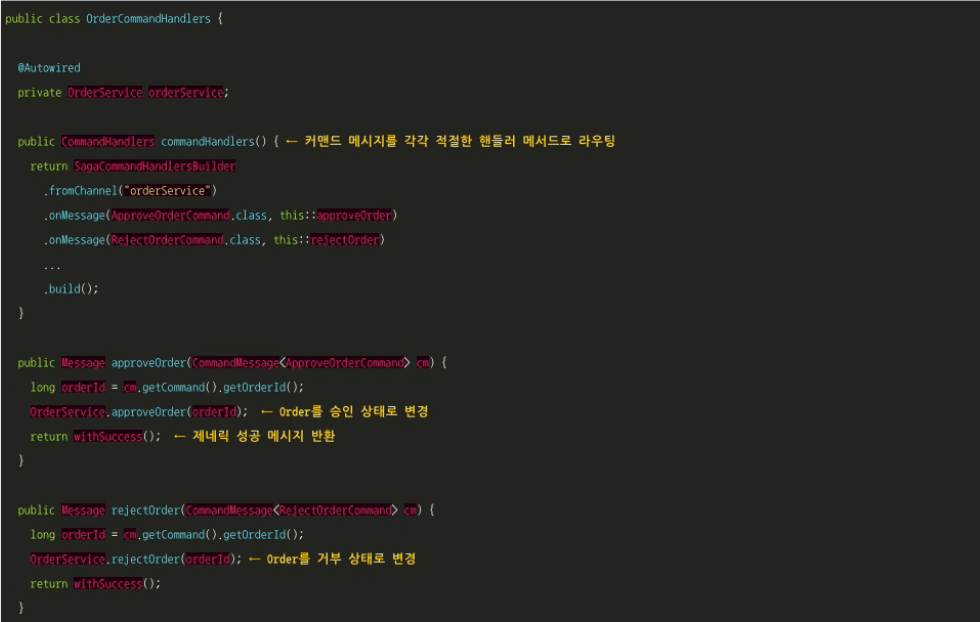 public class OrderCommandHandlers {
@Autowired
private OrderService orderService;
public CommandHandlers commandHandlers() { ← 커맨드 메시지를 각각 적절한 핸들러 메서드로 라우팅
return SagaCommandHandlersBuilder
.fromChannel("orderService")
.onMessage(ApproveOrderCommand.class, this::approveOrder)
.onMessage(RejectOrderCommand.class, this::rejectOrder)
...
.build();
}
public Message approveOrder(CommandMessage<ApproveOrderCommand> cm) {
long orderId = cm.getCommand().getOrderId();
OrderService.approveOrder(orderId); ← Order를 승인 상태로 변경
return withSuccess(); ← 제네릭 성공 메시지 반환
}
public Message rejectOrder(CommandMessage<RejectOrderCommand> cm) {
long orderId = cm.getCommand().getOrderId();
OrderService.rejectOrder(orderId); ← Order를 거부 상태로 변경
return withSuccess();
}